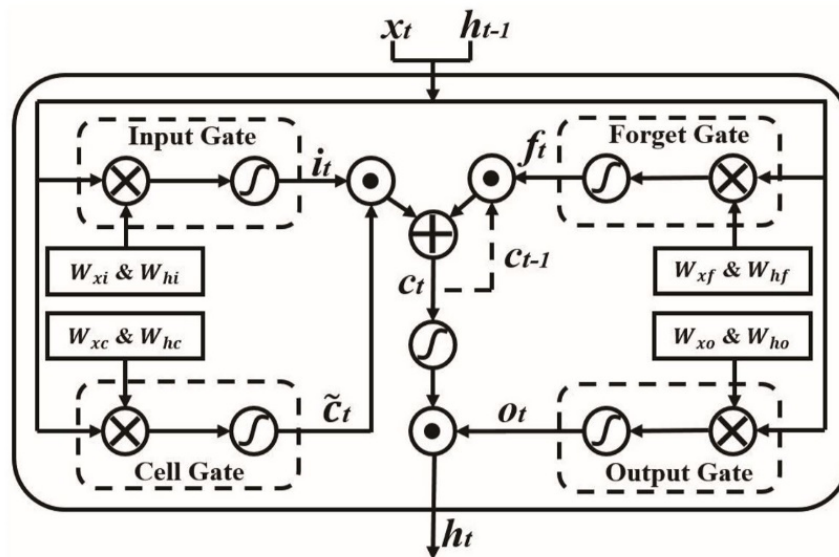 xt ht-1
Input Gate
Forget Gate
it
ft
Wxi & Whi
ct
ct-1
Wxf & Whf
Wxc & Whc
Wxo & Who
c̃t
ot
Cell Gate
Output Gate
ht